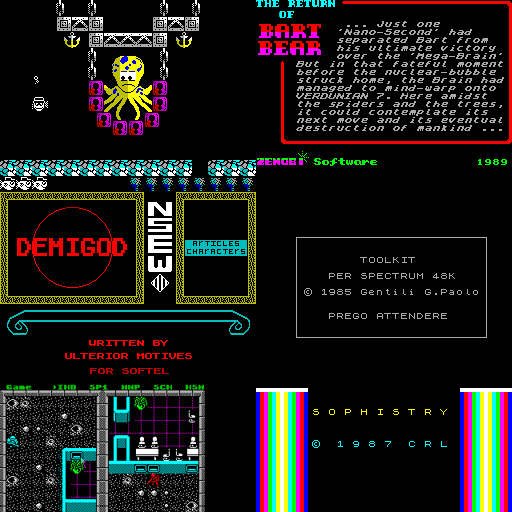 THE RETURN
OF
BART
BEAR
... Just one
'Nano-Second' had
separated Bart from
his ultimate victory
over the 'Mega-Brain'
But in that fateful moment
before the nuclear-bubble
struck home, the Brain had
managed to mind-warp onto
VERDUNIAN 7. Here amidst
the spiders and the trees,
it could contemplate its
next move and its eventual
destruction of mankind ...
ZENOBI Software 1989
DEMIGOD
NSEW
ARTICLES
CHARACTERS
WRITTEN BY
ULTERIOR MOTIVES
FOR SOFTEL
TOOLKIT
PER SPECTRUM 48K
© 1985 Gentili G.Paolo
PREGO ATTENDERE
Game >IND SP1 MMP SCH NSW
SOPHISTRY
© 1987 CRL